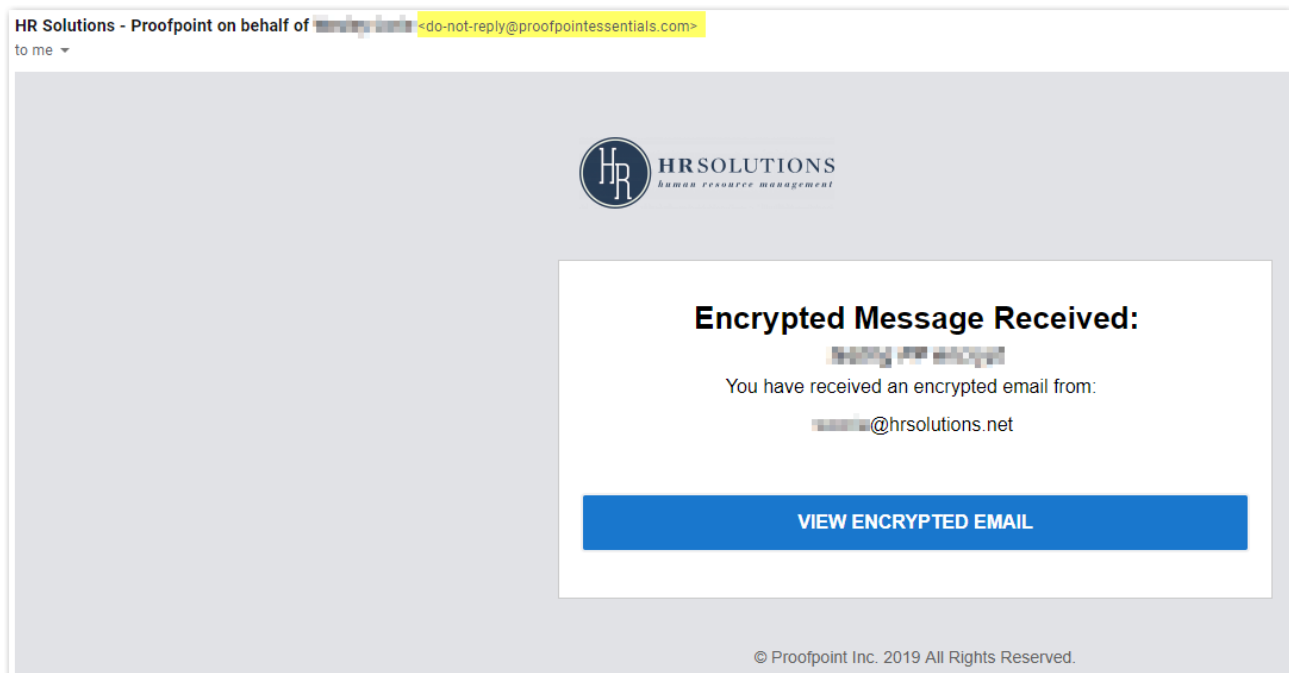 HR Solutions - Proofpoint on behalf of <do-not-reply@proofpointessentials.com>
to me
HR
HRSOLUTIONS
human resource management
Encrypted Message Received:
You have received an encrypted email from:
@hrsolutions.net
VIEW ENCRYPTED EMAIL
© Proofpoint Inc. 2019 All Rights Reserved.